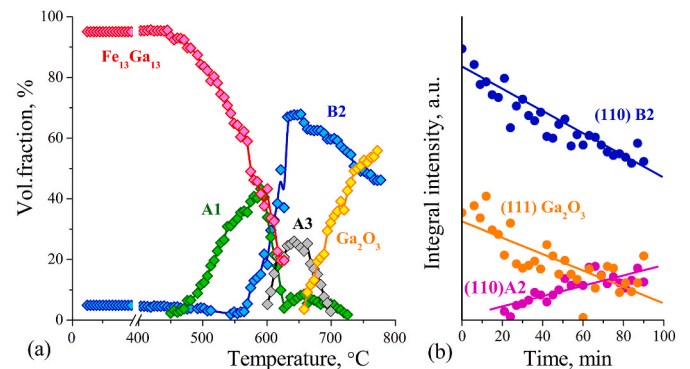 100
80
60
40
20
0
Vol.fraction, %
Fe₁₃Ga₁₃
B2
A1
A3
Ga₂O₃
0 100 400 500 600 700 800
(a)
Temperature, °C
Integral intensity, a.u.
(110) B2
(111) Ga₂O₃
(110)A2
0 20 40 60 80 100
(b)
Time, min